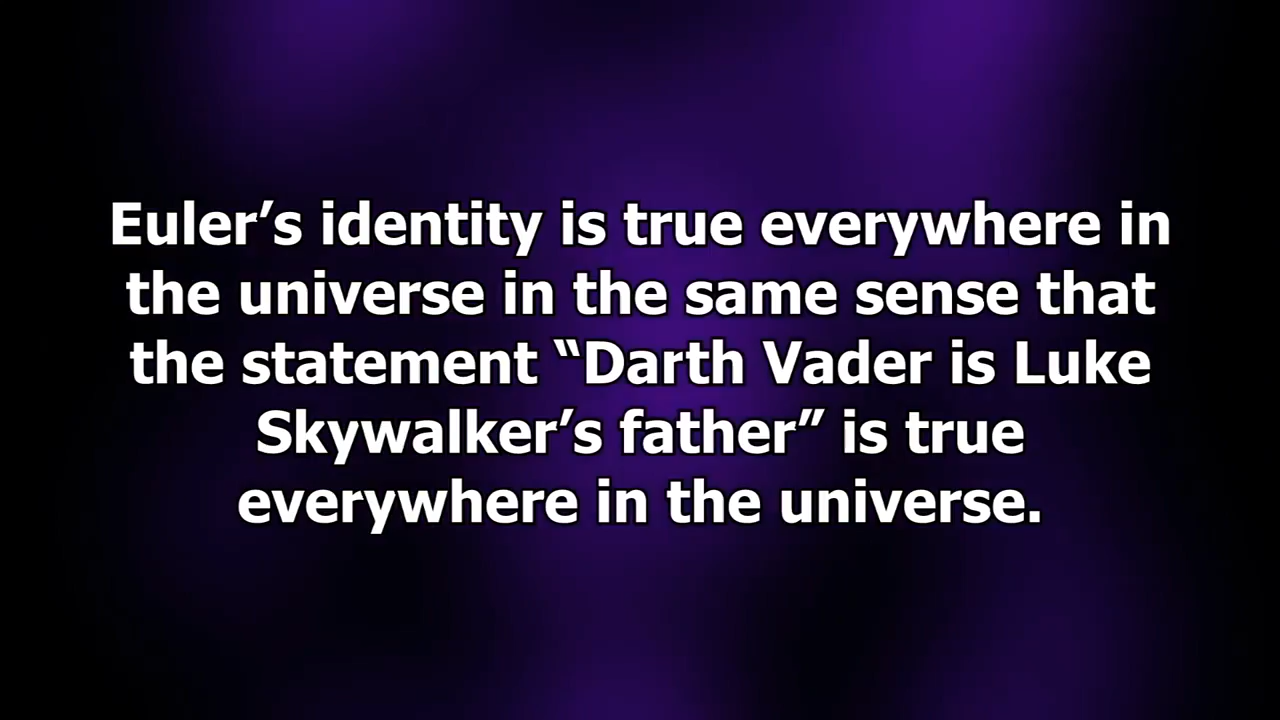 Euler’s identity is true everywhere in
the universe in the same sense that
the statement “Darth Vader is Luke
Skywalker’s father” is true
everywhere in the universe.